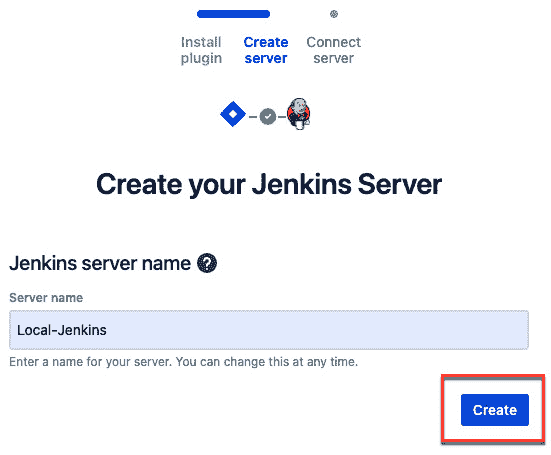 Install Create Connect
plugin server server
Create your Jenkins Server
Jenkins server name ?
Server name
Local-Jenkins
Enter a name for your server. You can change this at any time.
Create